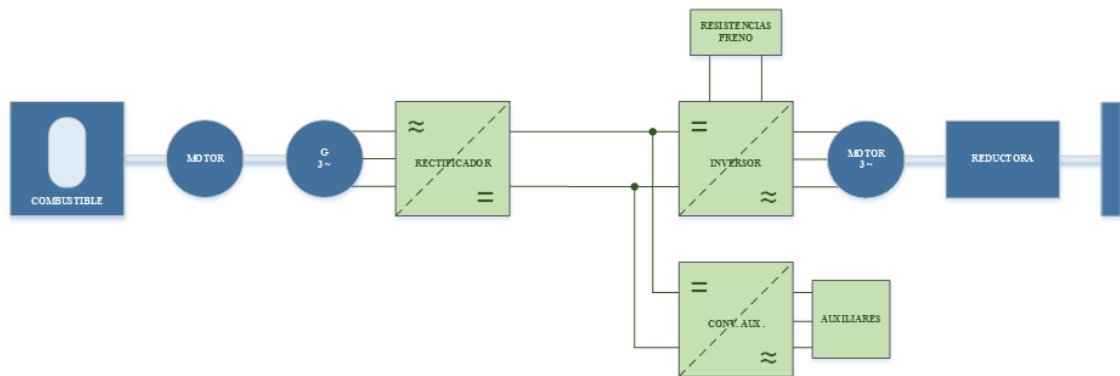 RESISTENCIAS
FRENO
COMBUSTIBLE
MOTOR
G
3 ~
≈
RECTIFICADOR
=
=
INVERSOR
≈
MOTOR
3 ~
REDUCTORA
=
CONV. AUX.
≈
AUXILIARES